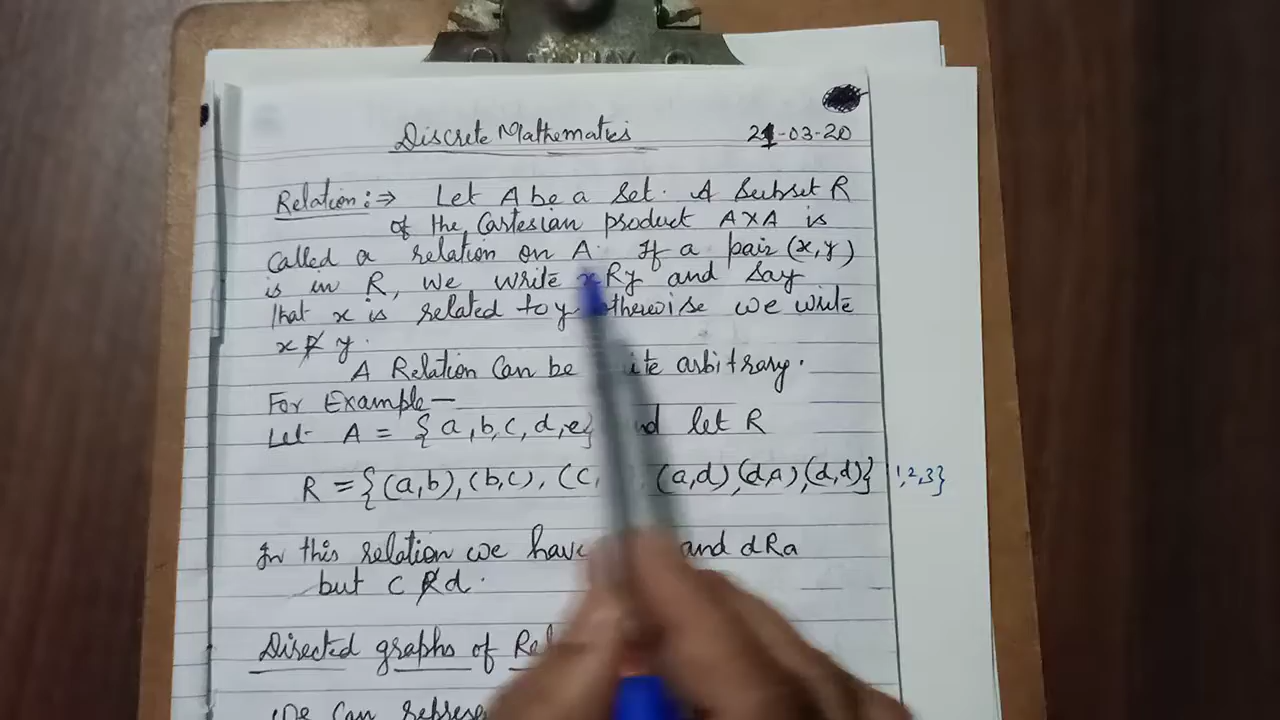 Discrete Mathematics 21-03-20
Relation:⇒ Let A be a Set. A Subset R
of the Cartesian product A×A is
called a relation on A. If a pair (x,y)
is in R, we write xRy and Say
that x is related to y otherwise we write
x R̸ y.
A Relation Can be arbitrary.
For Example—
Let A = {a,b,c,d,e} let R
R = {(a,b),(b,c),(c, (a,d),(d,A),(d,d)} 1,2,3}
In this relation we have and dRa
but C R̸ d.
Directed graphs of
We Can